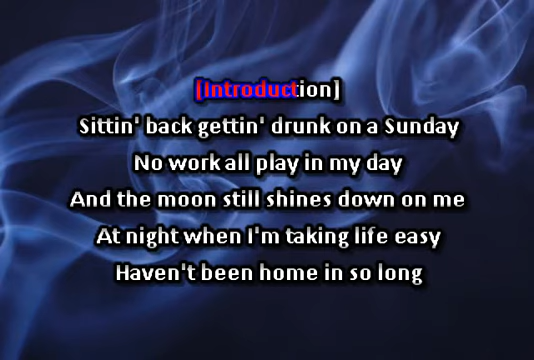 [Introduction]
Sittin' back gettin' drunk on a Sunday
No work all play in my day
And the moon still shines down on me
At night when I'm taking life easy
Haven't been home in so long